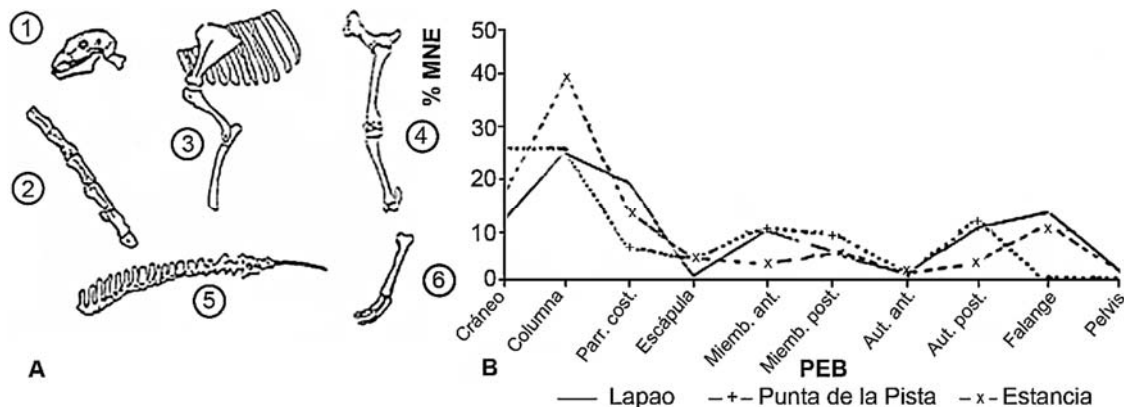 1
2
3
4
5
6
A
% MNE
50
40
30
20
10
0
Cráneo
Columna
Parr. cost.
Escápula
Miemb. ant.
Miemb. post.
Aut. ant.
Aut. post.
Falange
Pelvis
B
PEB
Lapao
+ Punta de la Pista
x Estancia